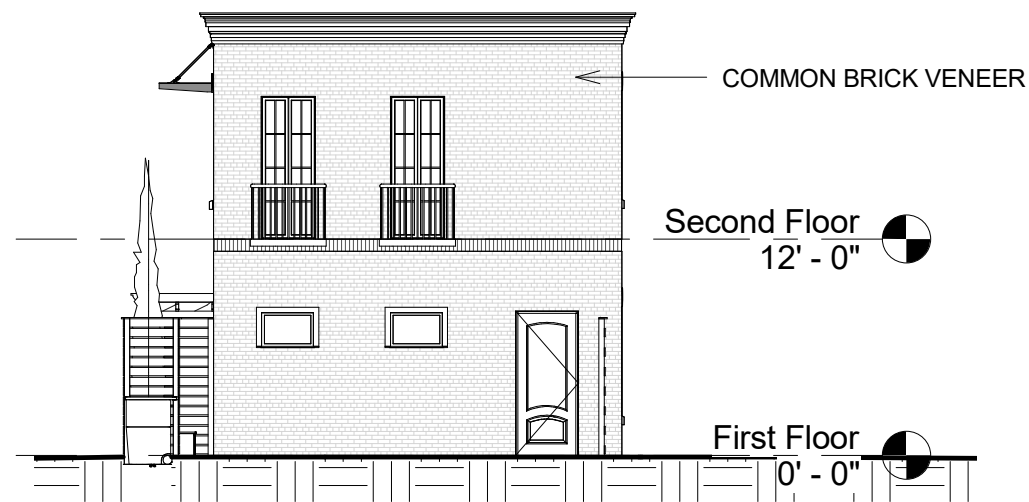 COMMON BRICK VENEER
Second Floor
12' - 0"
First Floor
0' - 0"